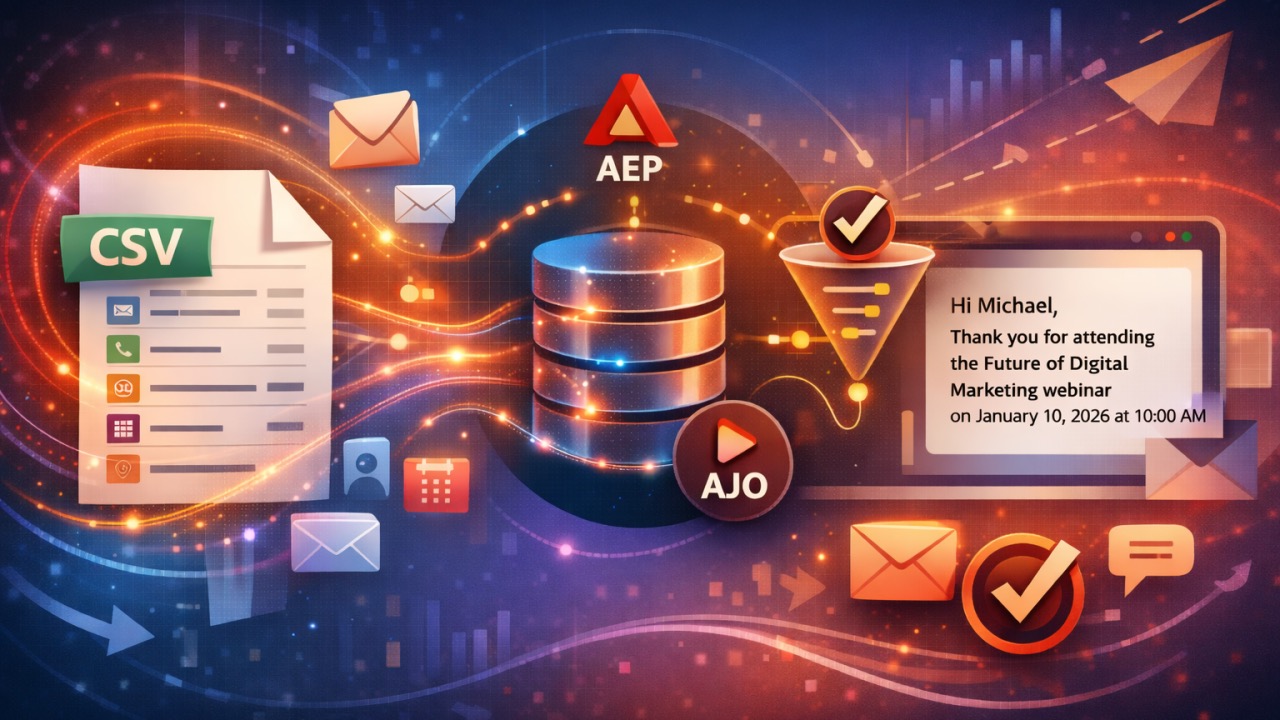 CSV
AEP
AJO
Hi Michael,
Thank you for attending
the Future of Digital
Marketing webinar
on January 10, 2026 at 10:00 AM